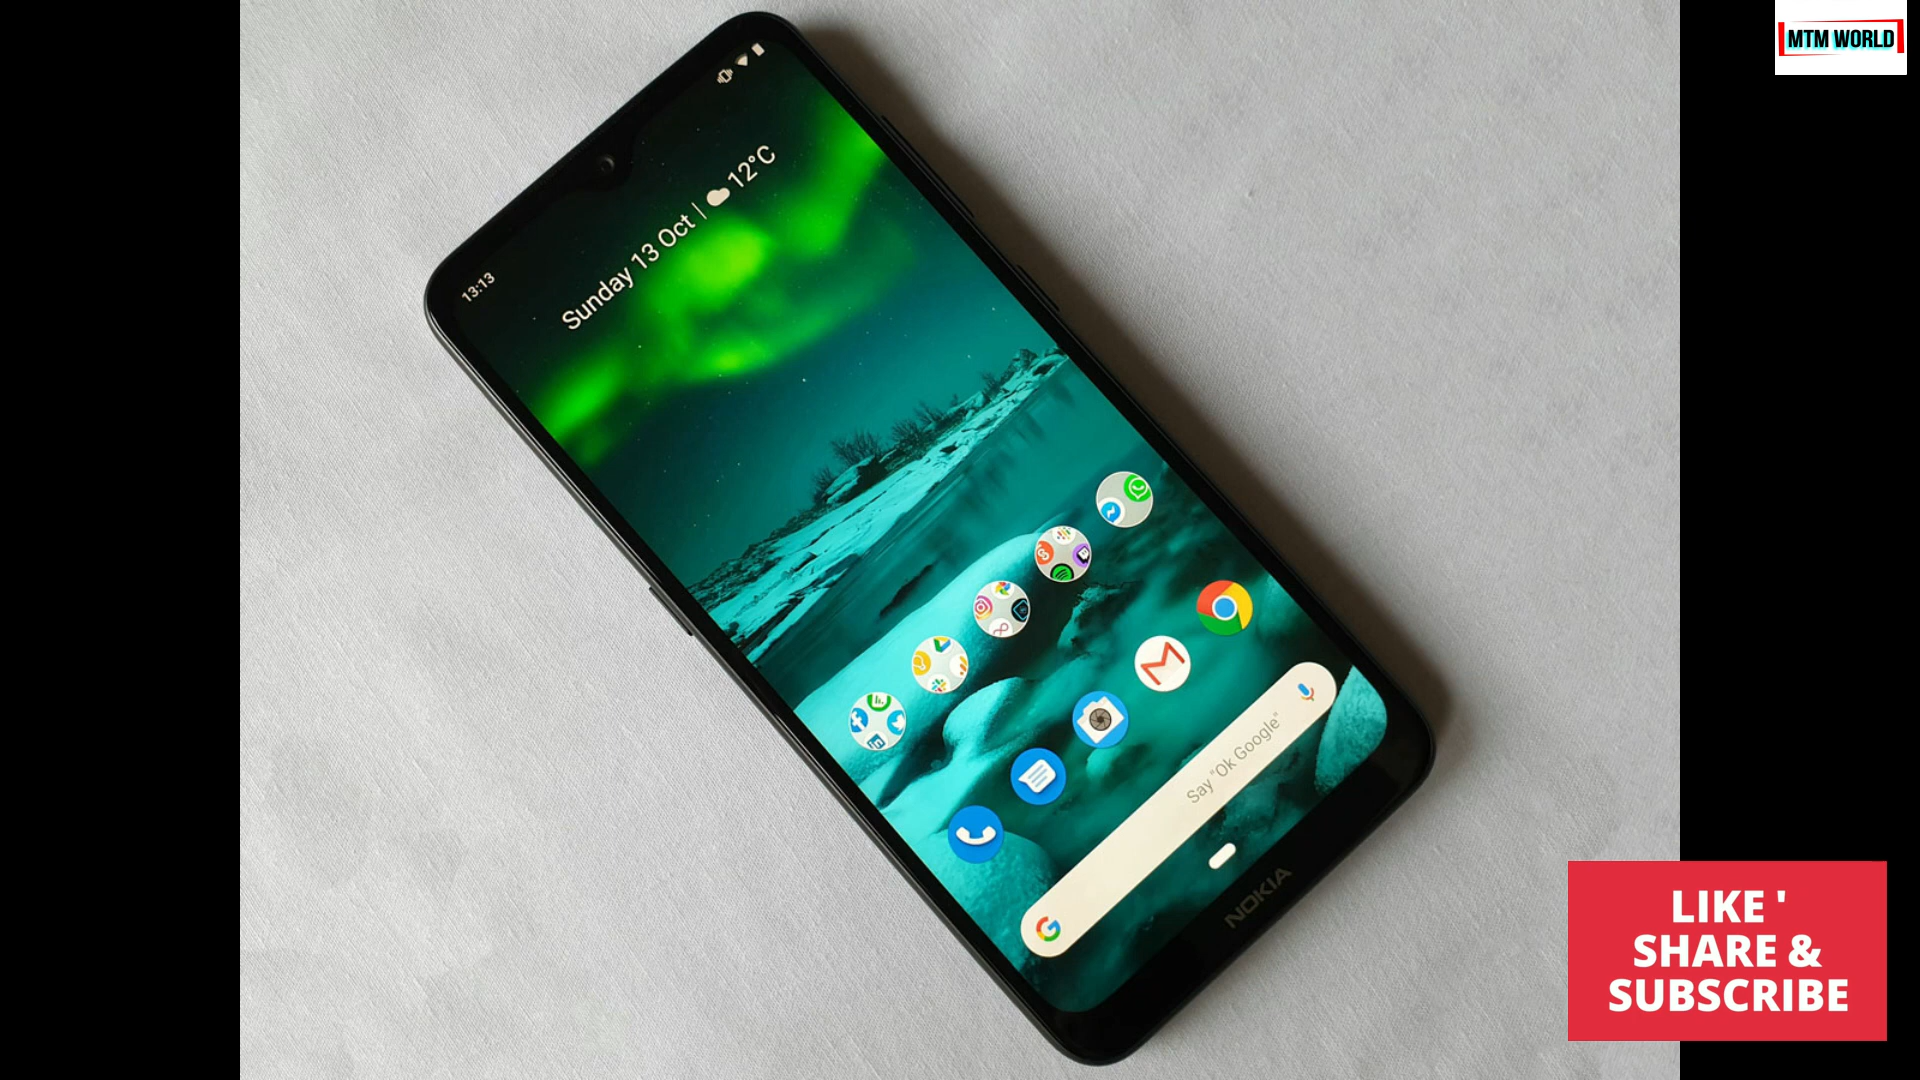 MTM WORLD
13:13
Sunday 13 Oct | 12°C
Say "Ok Google"
NOKIA
LIKE '
SHARE &
SUBSCRIBE